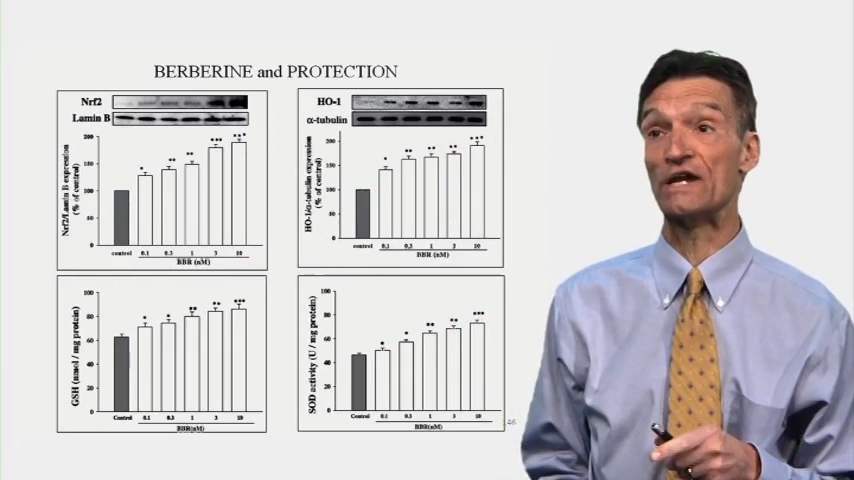 BERBERINE and PROTECTION
Nrf2
Lamin B
Nrf2/Lamin B expression
(% of control)
200
150
100
50
0
* ** ** *** ***
control 0.1 0.3 1 3 10
BBR (nM)
HO-1
α-tubulin
HO-1/α-tubulin expression
(% of control)
200
150
100
50
0
* ** ** ** ***
control 0.1 0.3 1 3 10
BBR (nM)
GSH (nmol / mg protein)
100
80
60
40
20
0
* * ** ** ***
Control 0.1 0.3 1 3 10
BBR(nM)
SOD activity (U / mg protein)
100
80
60
40
20
0
* * ** ** ***
Control 0.1 0.3 1 3 10
BBR(nM)
46